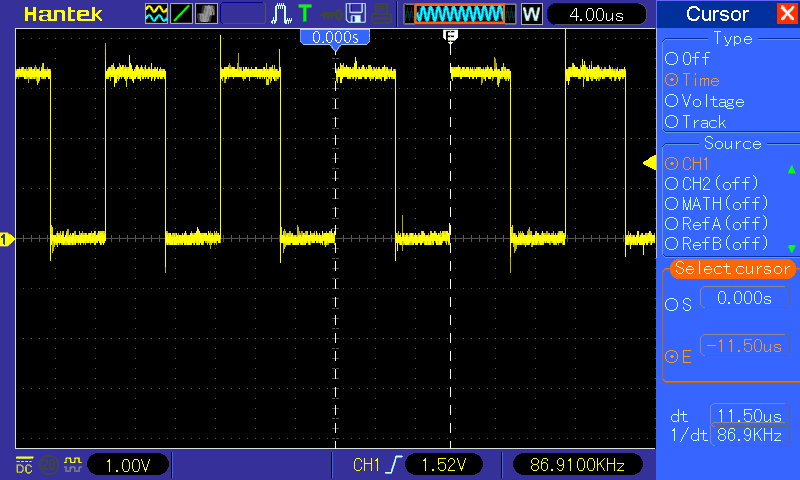 Hantek
T
W
4.00us
Cursor
0.000s
E
Type
Off
Time
Voltage
Track
Source
CH1
CH2(off)
MATH(off)
RefA(off)
RefB(off)
1
Select cursor
S 0.000s
E -11.50us
dt 11.50us
1/dt 86.9KHz
DC 1.00V CH1 1.52V 86.9100KHz